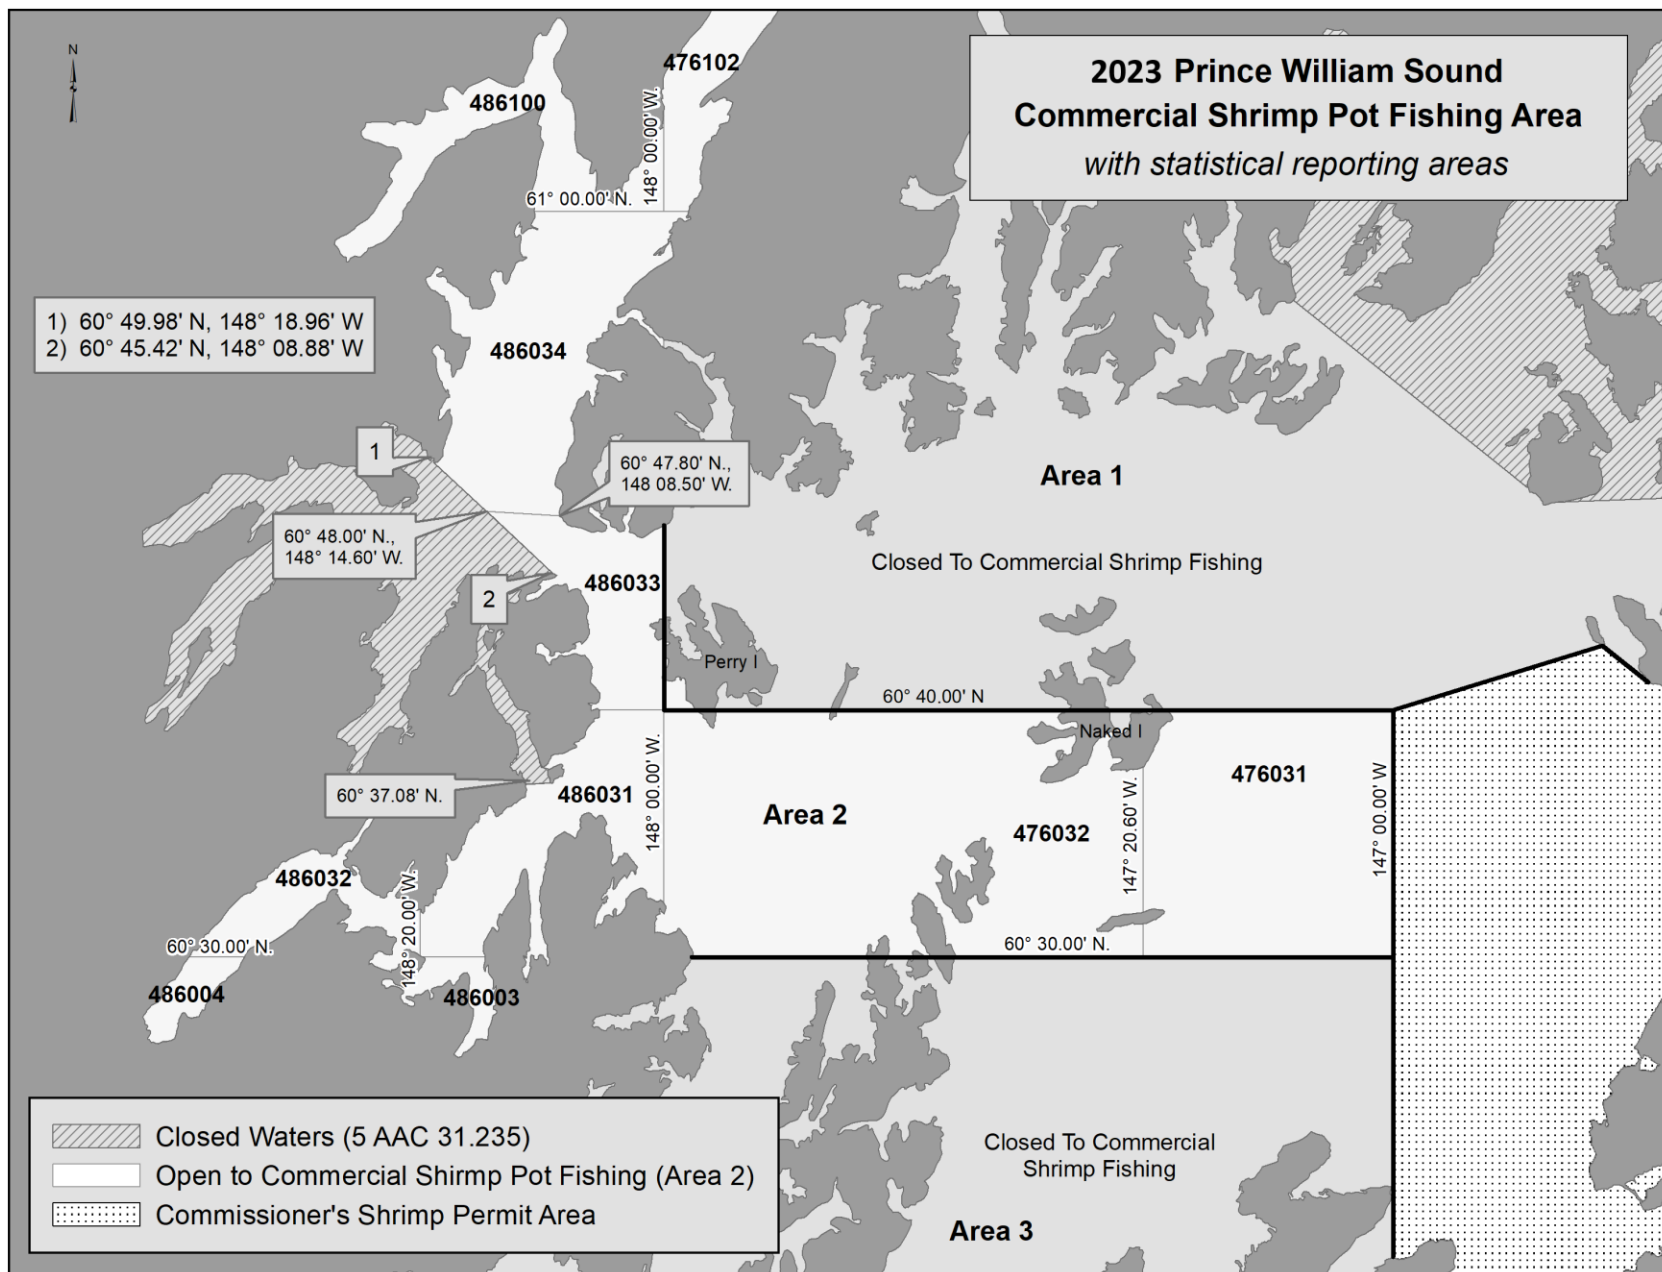 2023 Prince William Sound
Commercial Shrimp Pot Fishing Area
with statistical reporting areas
N
476102
486100
148° 00.00' W.
61° 00.00' N.
1) 60° 49.98' N, 148° 18.96' W
2) 60° 45.42' N, 148° 08.88' W
486034
1
60° 47.80' N.,
148 08.50' W.
Area 1
60° 48.00' N.,
148° 14.60' W.
Closed To Commercial Shrimp Fishing
486033
2
Perry I
60° 40.00' N
Naked I
60° 37.08' N.
486031
148° 00.00' W.
Area 2
476032
147° 20.60' W.
476031
147° 00.00' W
486032
148° 20.00' W.
60° 30.00' N.
60° 30.00' N.
486004
486003
Closed To Commercial
Shrimp Fishing
Area 3
Closed Waters (5 AAC 31.235)
Open to Commercial Shirmp Pot Fishing (Area 2)
Commissioner's Shrimp Permit Area